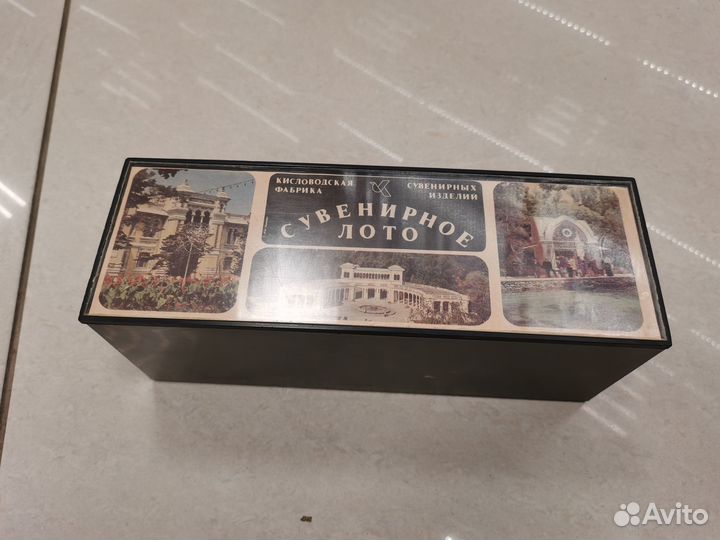 КИСЛОВОДСКАЯ
ФАБРИКА
СУВЕНИРНЫХ
ИЗДЕЛИЙ
СУВЕНИРНОЕ
ЛОТО
Avito